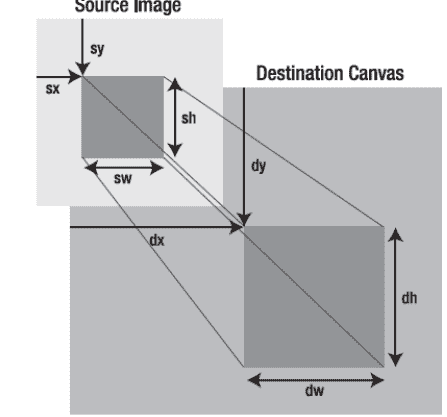 Source Image
sy
sx
sh
sw
Destination Canvas
dy
dx
dh
dw